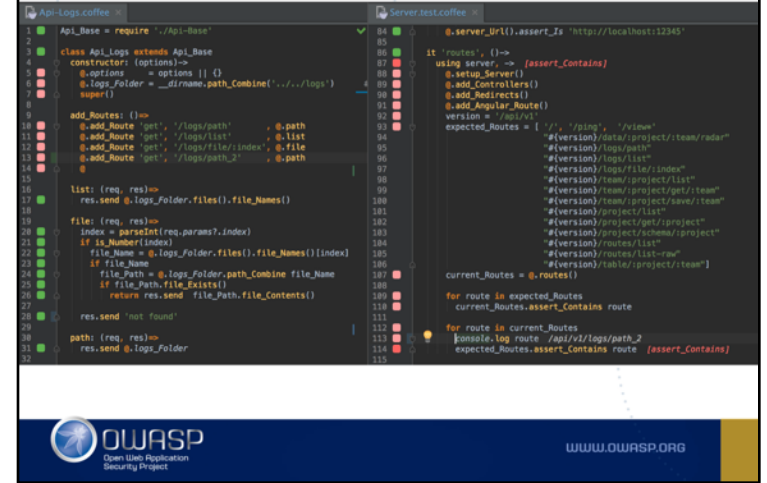 Api-Logs.coffee ×
1 Api_Base = require './Api-Base'
2
3 class Api_Logs extends Api_Base
4 constructor: (options)->
5 @.options = options || {}
6 @.logs_Folder = __dirname.path_Combine('../../logs')
7 super()
8
9 add_Routes: ()=>
10 @.add_Route 'get', '/logs/path' , @.path
11 @.add_Route 'get', '/logs/list' , @.list
12 @.add_Route 'get', '/logs/file/:index', @.file
13 @.add_Route 'get', '/logs/path_2' , @.path
14 @
15
16 list: (req, res)=>
17 res.send @.logs_Folder.files().file_Names()
18
19 file: (req, res)=>
20 index = parseInt(req.params?.index)
21 if is_Number(index)
22 file_Name = @.logs_Folder.files().file_Names()[index]
23 if file_Name
24 file_Path = @.logs_Folder.path_Combine file_Name
25 if file_Path.file_Exists()
26 return res.send file_Path.file_Contents()
27
28 res.send 'not found'
29
30 path: (req, res)=>
31 res.send @.logs_Folder
32
Server.test.coffee ×
84 @.server_Url().assert_Is 'http://localhost:12345'
85
86 it 'routes', ()->
87 using server, -> [assert_Contains]
88 @.setup_Server()
89 @.add_Controllers()
90 @.add_Redirects()
91 @.add_Angular_Route()
92 version = '/api/v1'
93 expected_Routes = [ '/', '/ping', '/view*'
94 "#{version}/data/:project/:team/radar"
95 "#{version}/logs/path"
96 "#{version}/logs/list"
97 "#{version}/logs/file/:index"
98 "#{version}/team/:project/list"
99 "#{version}/team/:project/get/:team"
100 "#{version}/team/:project/save/:team"
101 "#{version}/project/list"
102 "#{version}/project/get/:project"
103 "#{version}/project/schema/:project"
104 "#{version}/routes/list"
105 "#{version}/routes/list-raw"
106 "#{version}/table/:project/:team"]
107 current_Routes = @.routes()
108
109 for route in expected_Routes
110 current_Routes.assert_Contains route
111
112 for route in current_Routes
113 console.log route /api/v1/logs/path_2
114 expected_Routes.assert_Contains route [assert_Contains]
115
OWASP
Open Web Application
Security Project
WWW.OWASP.ORG